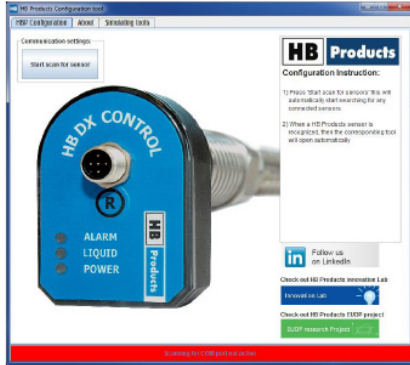 HB Products Configuration tool
HBP Configuration About Simulating tools
Communication settings:
Start scan for sensor
HB Products
Configuration Instruction:
1) Press 'Start scan for sensors' this will
automatically start searching for any
connected sensors
2) When a HB Products sensor is
recognized, then the corresponding tool
will open automatically
HB DX CONTROL
R
ALARM
LIQUID
POWER
HB Products
in Follow us
on LinkedIn
Check out HB Products innovation Lab
Innovation Lab
Check out HB Products EUDP project
EUDP research Project
Scanning for COM port not active